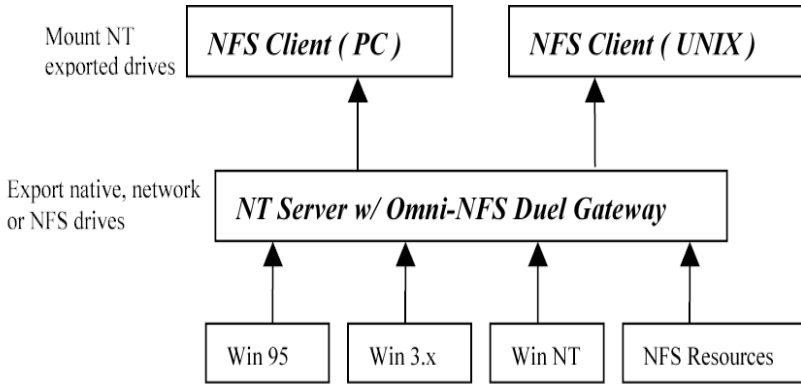 Mount NT
exported drives
NFS Client ( PC )
NFS Client ( UNIX )
Export native, network
or NFS drives
NT Server w/ Omni-NFS Duel Gateway
Win 95
Win 3.x
Win NT
NFS Resources